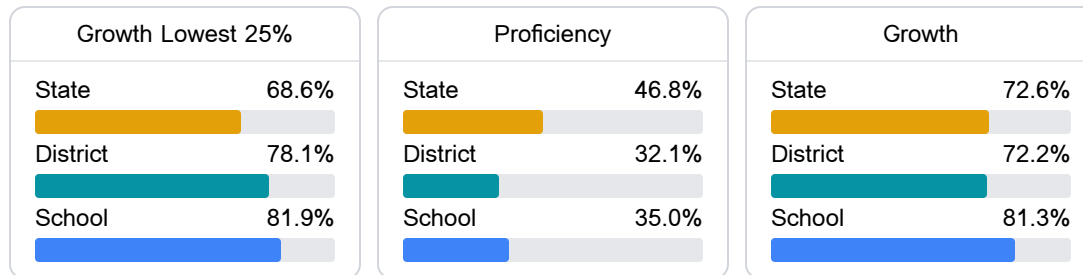 Growth Lowest 25%
State 68.6%
District 78.1%
School 81.9%
Proficiency
State 46.8%
District 32.1%
School 35.0%
Growth
State 72.6%
District 72.2%
School 81.3%